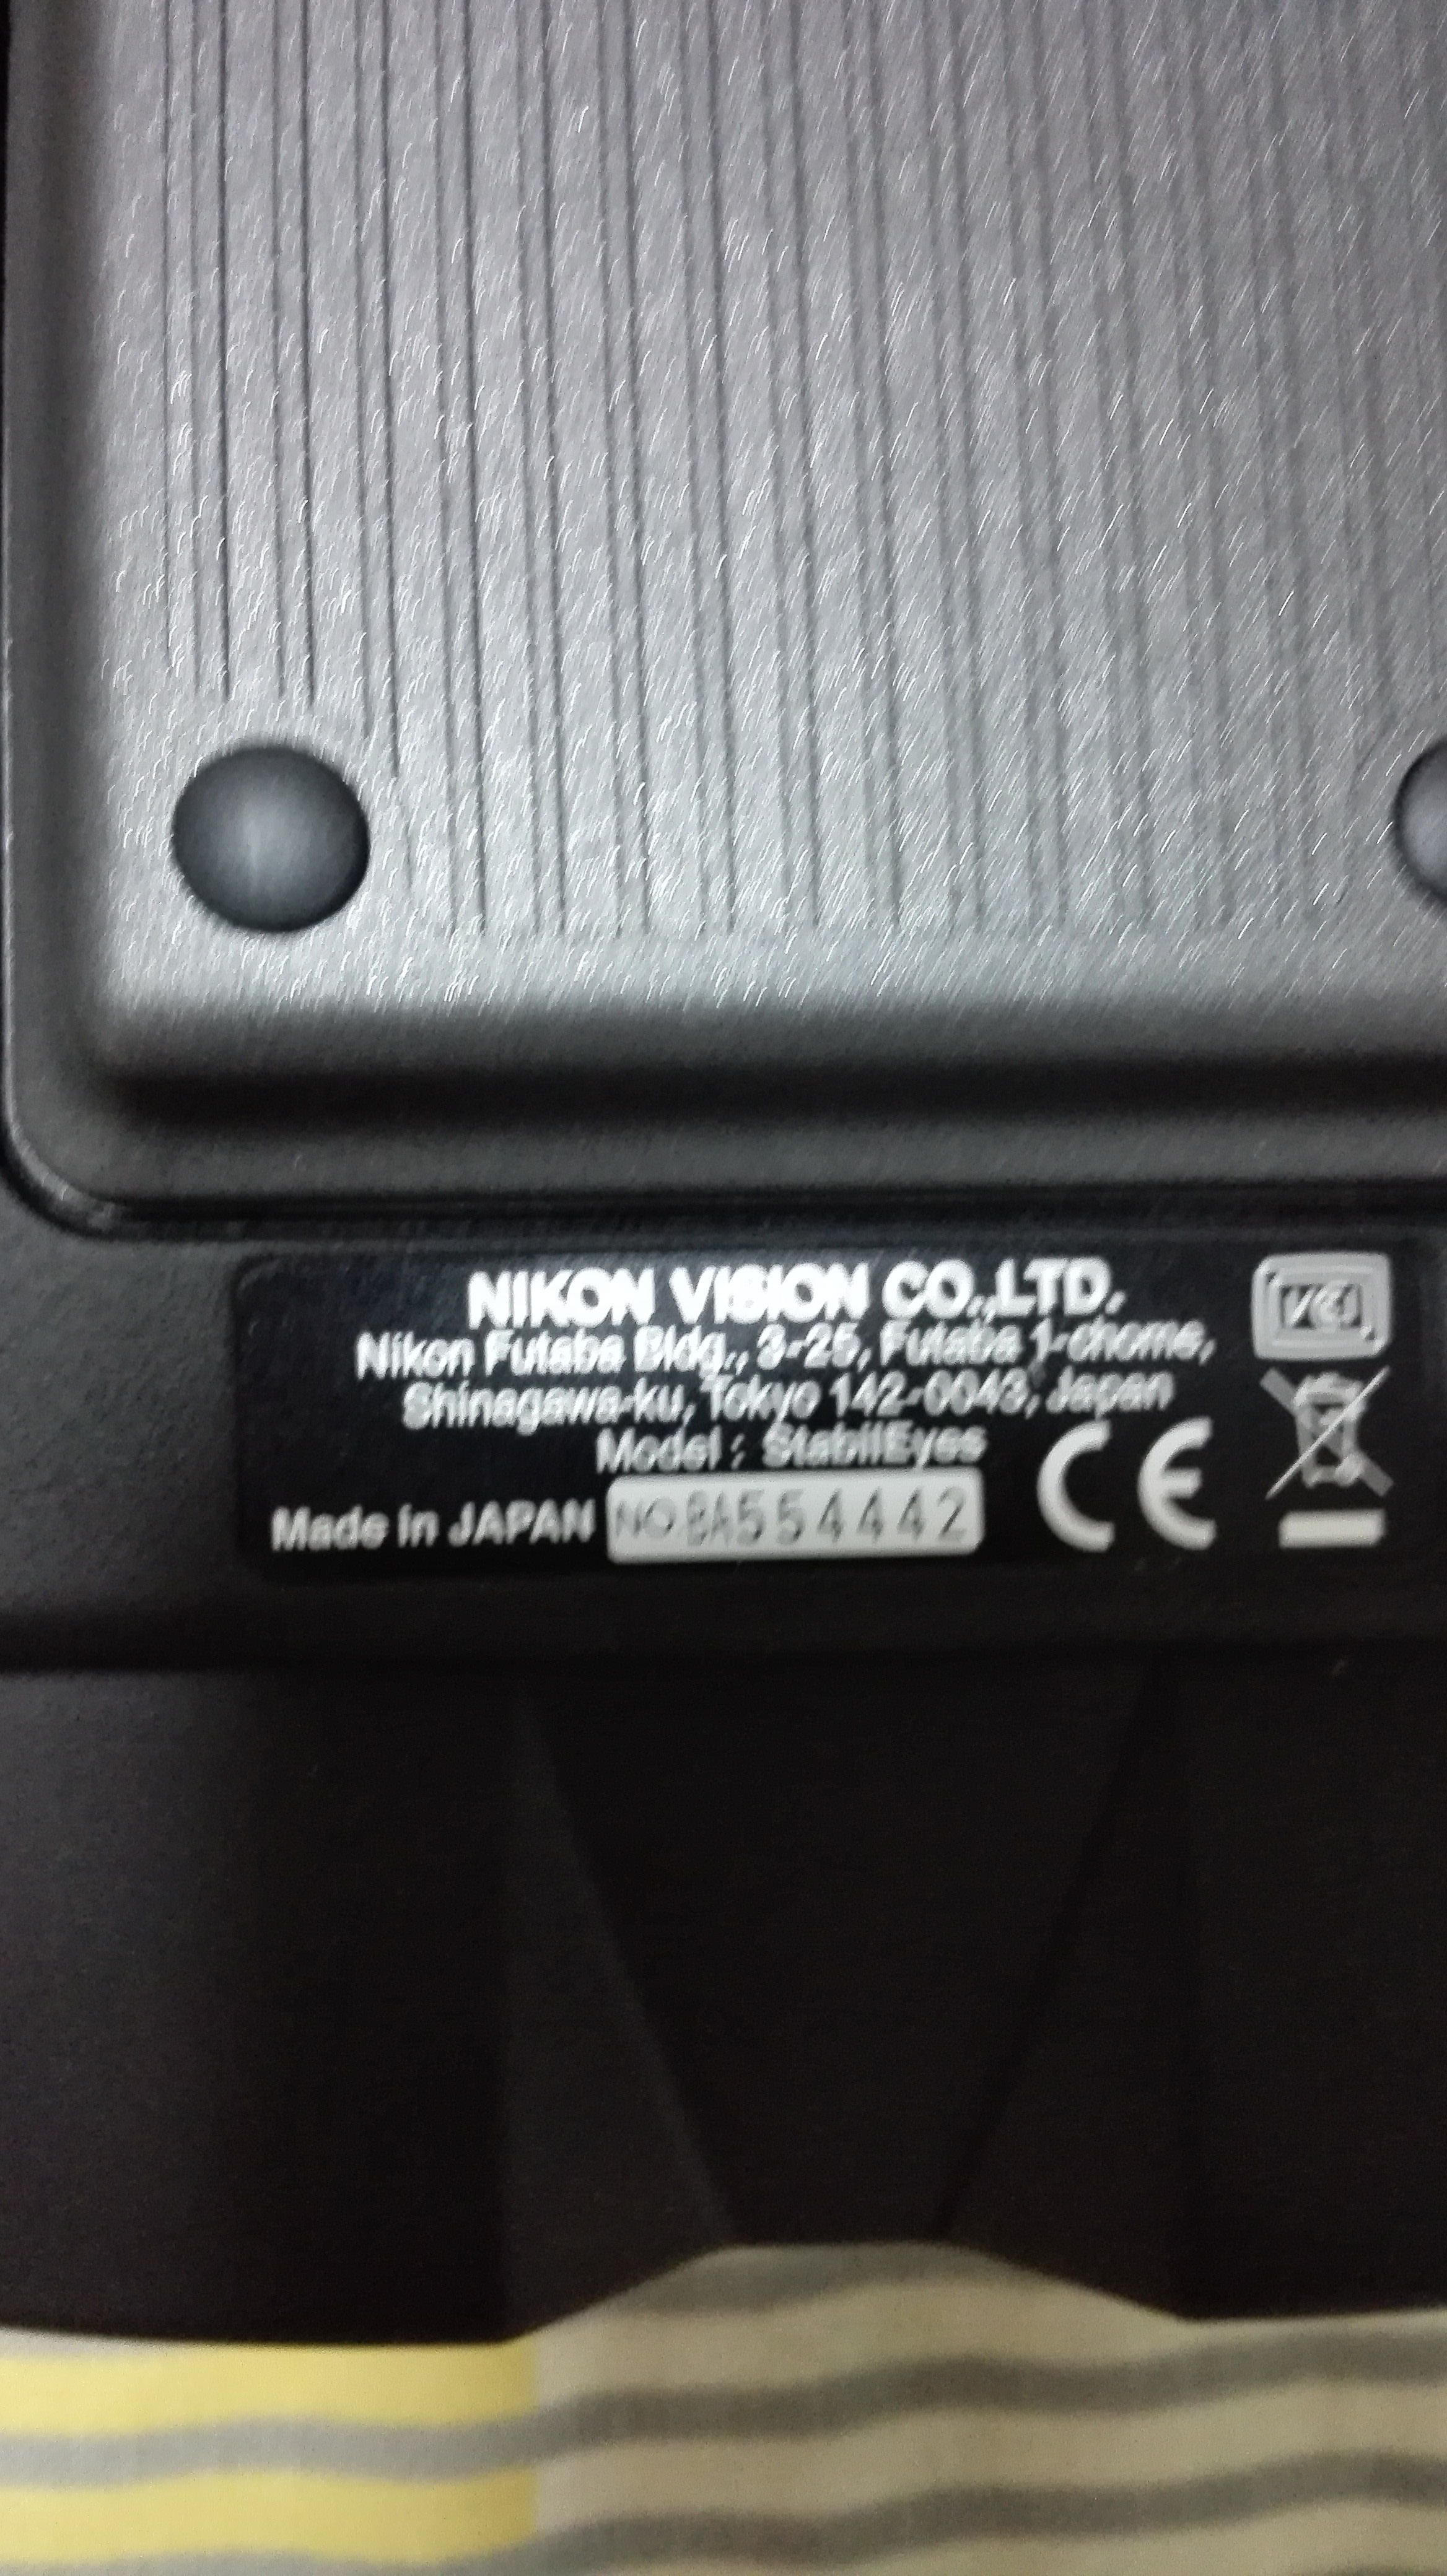 NIKON VISION CO.,LTD.
Nikon Futaba Bldg., 3-25, Futaba 1-chome,
Shinagawa-ku, Tokyo 142-0043, Japan
Model : StabilEyes
Made in JAPAN NO BA554442
CE